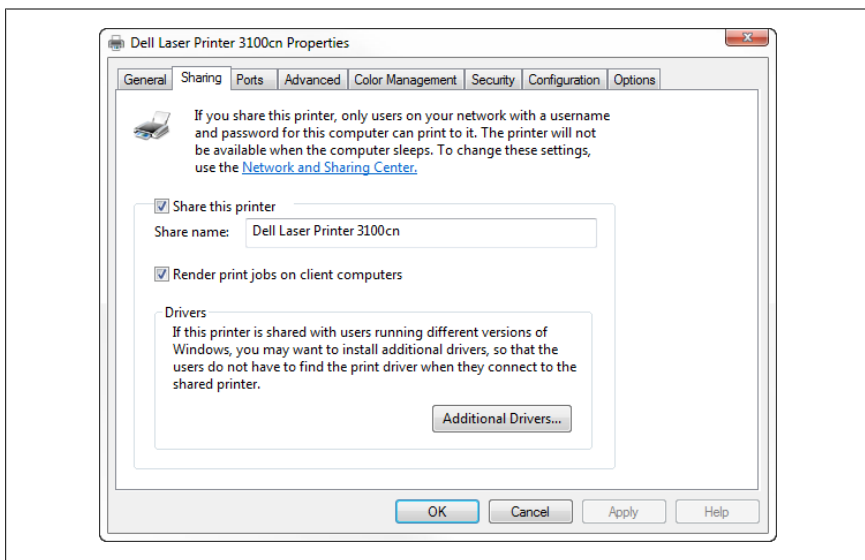 Dell Laser Printer 3100cn Properties
General Sharing Ports Advanced Color Management Security Configuration Options
If you share this printer, only users on your network with a username
and password for this computer can print to it. The printer will not
be available when the computer sleeps. To change these settings,
use the Network and Sharing Center.
Share this printer
Share name: Dell Laser Printer 3100cn
Render print jobs on client computers
Drivers
If this printer is shared with users running different versions of
Windows, you may want to install additional drivers, so that the
users do not have to find the print driver when they connect to the
shared printer.
Additional Drivers...
OK Cancel Apply Help